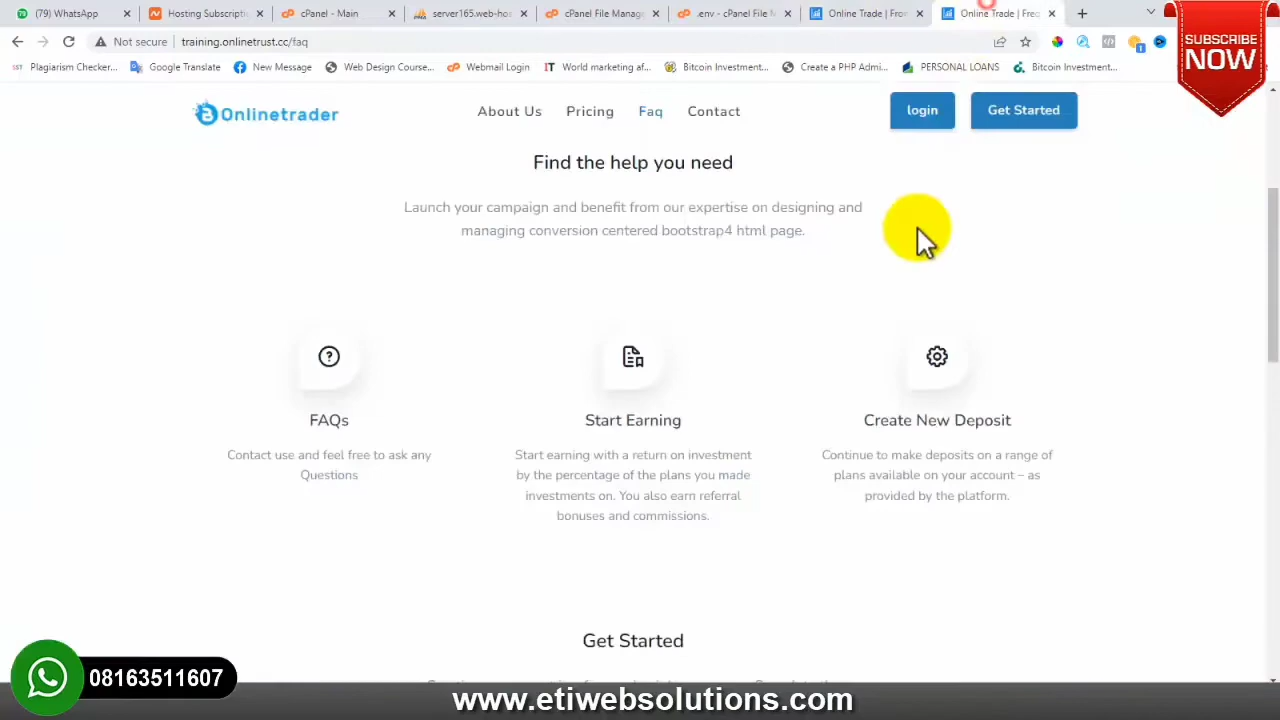 (79) WhatsApp
Hosting Subscripti
cPanel - Main
server165.web-hos
cPanel File Manag
.env - cPanel File M
Online Trade | Fro
Online Trade | Freq
SUBSCRIBE
NOW
Not secure
training.onlinetrust.cc/faq
Plagiarism Checker...
Google Translate
New Message
Web Design Course...
Webmail Login
World marketing af...
Bitcoin Investment...
Create a PHP Admi...
PERSONAL LOANS
Bitcoin Investment...
Onlinetrader
About Us
Pricing
Faq
Contact
login
Get Started
Find the help you need
Launch your campaign and benefit from our expertise on designing and
managing conversion centered bootstrap4 html page.
FAQs
Contact use and feel free to ask any
Questions
Start Earning
Start earning with a return on investment
by the percentage of the plans you made
investments on. You also earn referral
bonuses and commissions.
Create New Deposit
Continue to make deposits on a range of
plans available on your account – as
provided by the platform.
Get Started
08163511607
www.etiwebsolutions.com